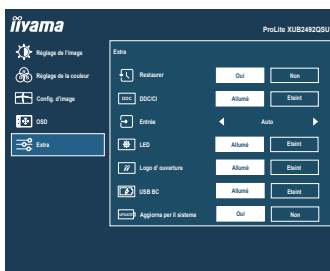 iiyama
ProLite XUB2492QSU
Réglage de l'image
Réglage de la couleur
Config. d'image
OSD
Extra
Extra
Restaurer Oui Non
DDC DDC/CI Allumé Eteint
Entrée Auto
LED Allumé Eteint
Logo d' ouverture Allumé Eteint
USB BC Allumé Eteint
UPDATE Aggiorna per il sistema Oui Non